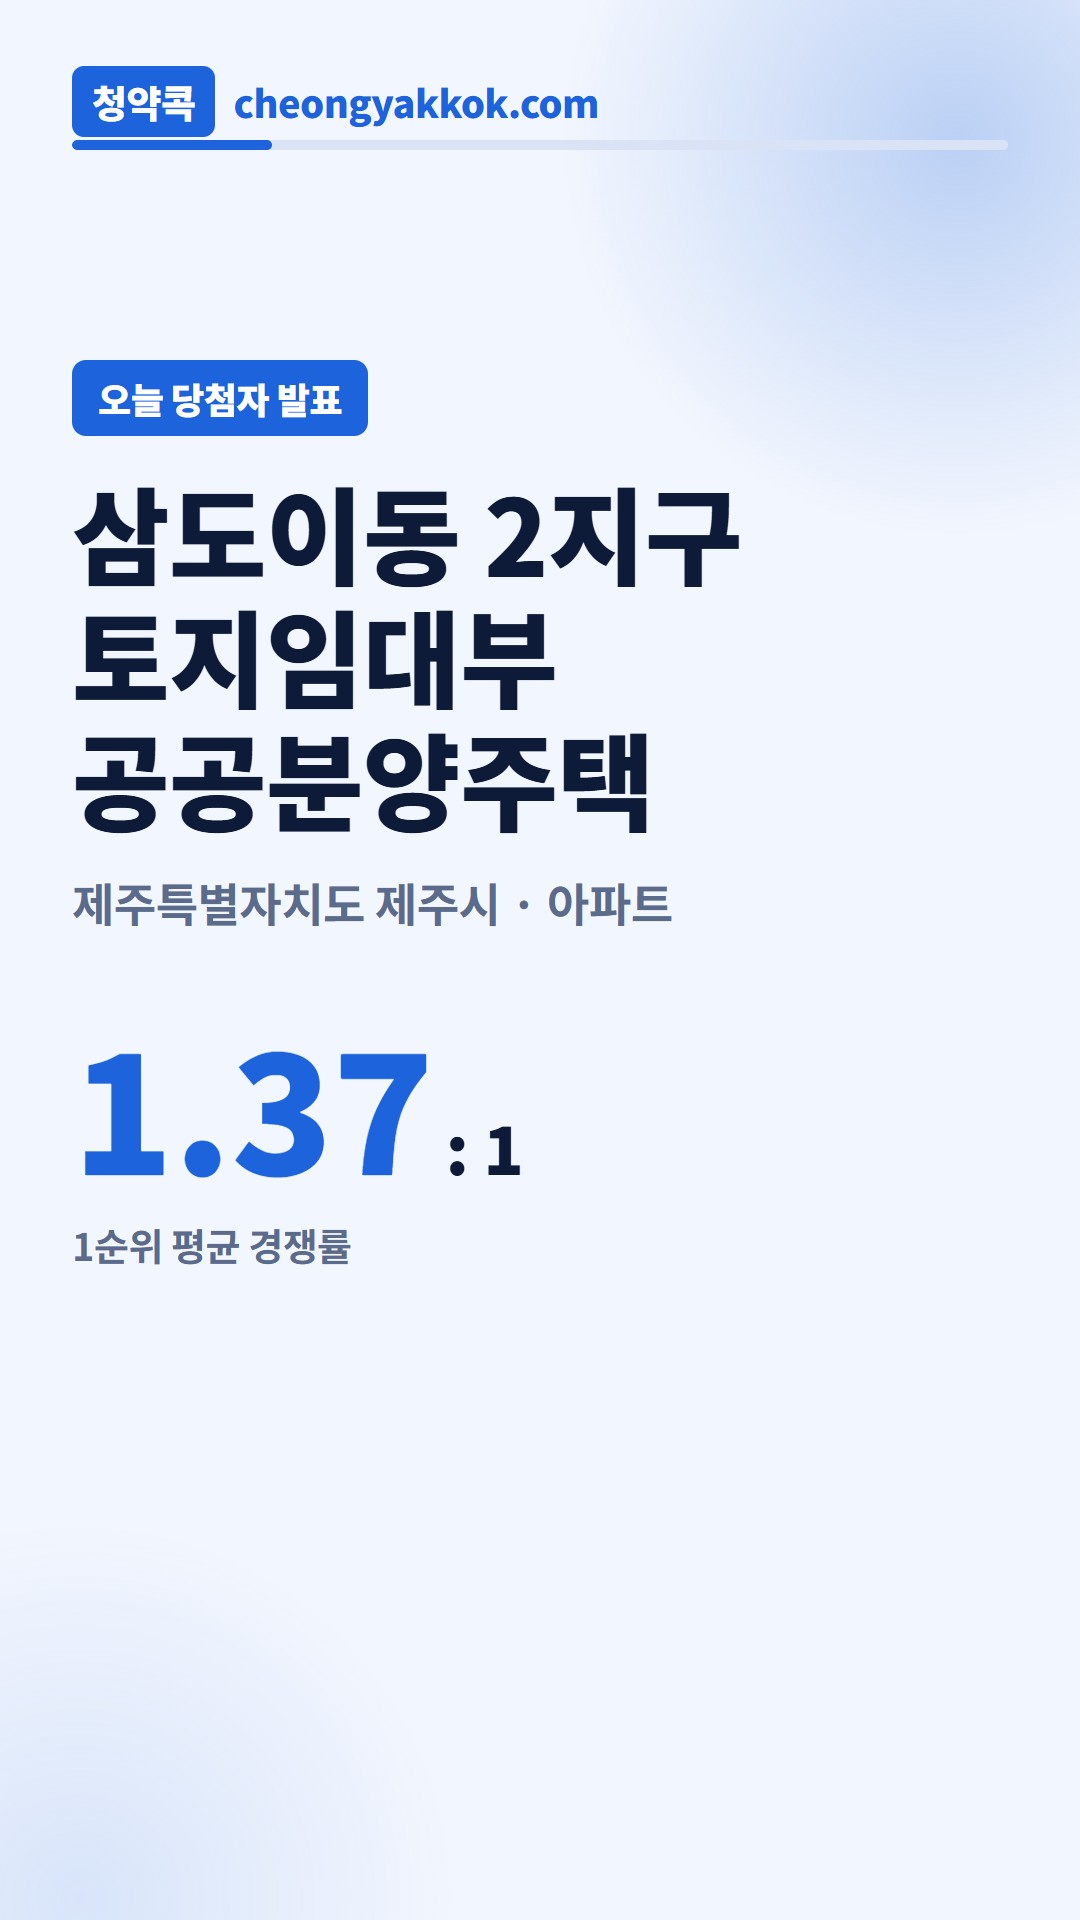 청약콕 cheongyakkok.com
오늘 당첨자 발표
삼도이동 2지구
토지임대부
공공분양주택
제주특별자치도 제주시 · 아파트
1.37 : 1
1순위 평균 경쟁률